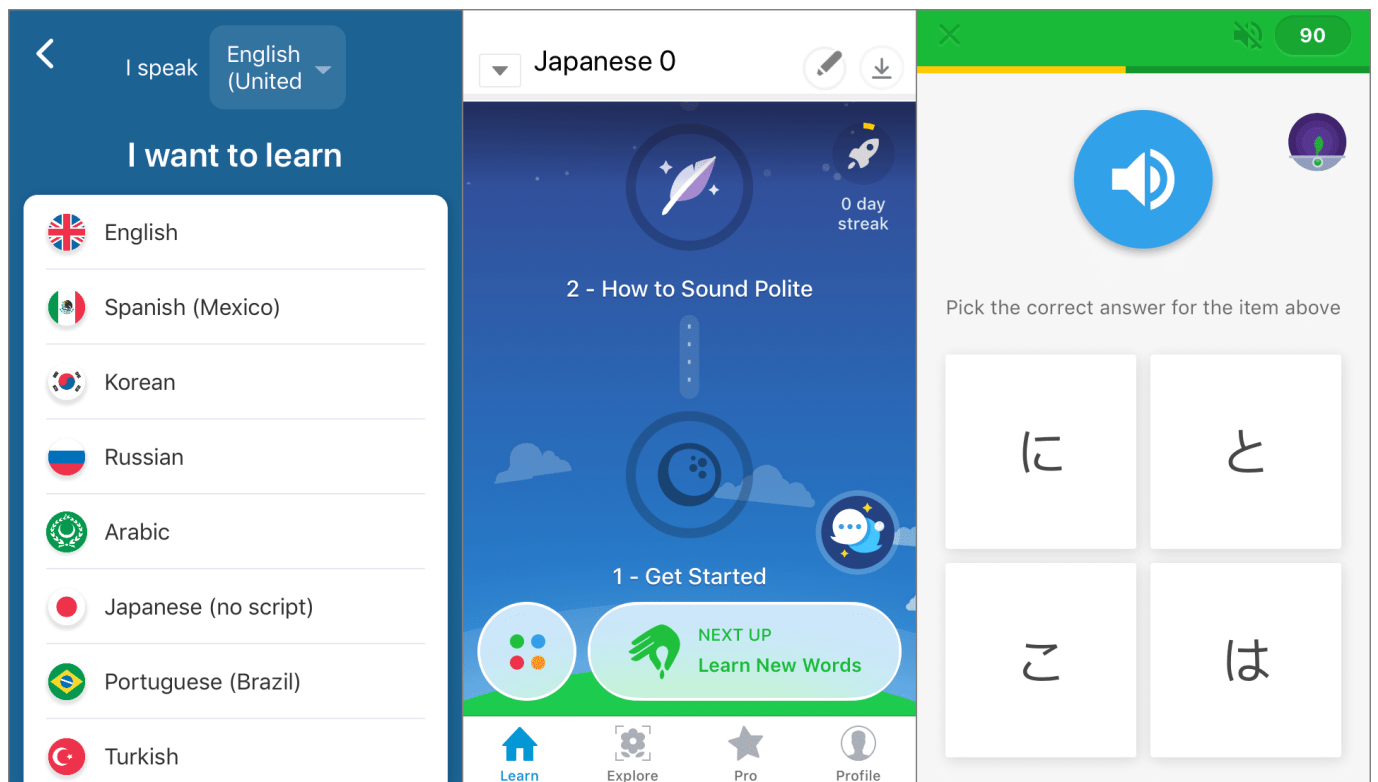 I speak
English
(United
I want to learn
English
Spanish (Mexico)
Korean
Russian
Arabic
Japanese (no script)
Portuguese (Brazil)
Turkish
Japanese 0
0 day
streak
2 - How to Sound Polite
1 - Get Started
NEXT UP
Learn New Words
Learn
Explore
Pro
Profile
90
Pick the correct answer for the item above
に
と
こ
は